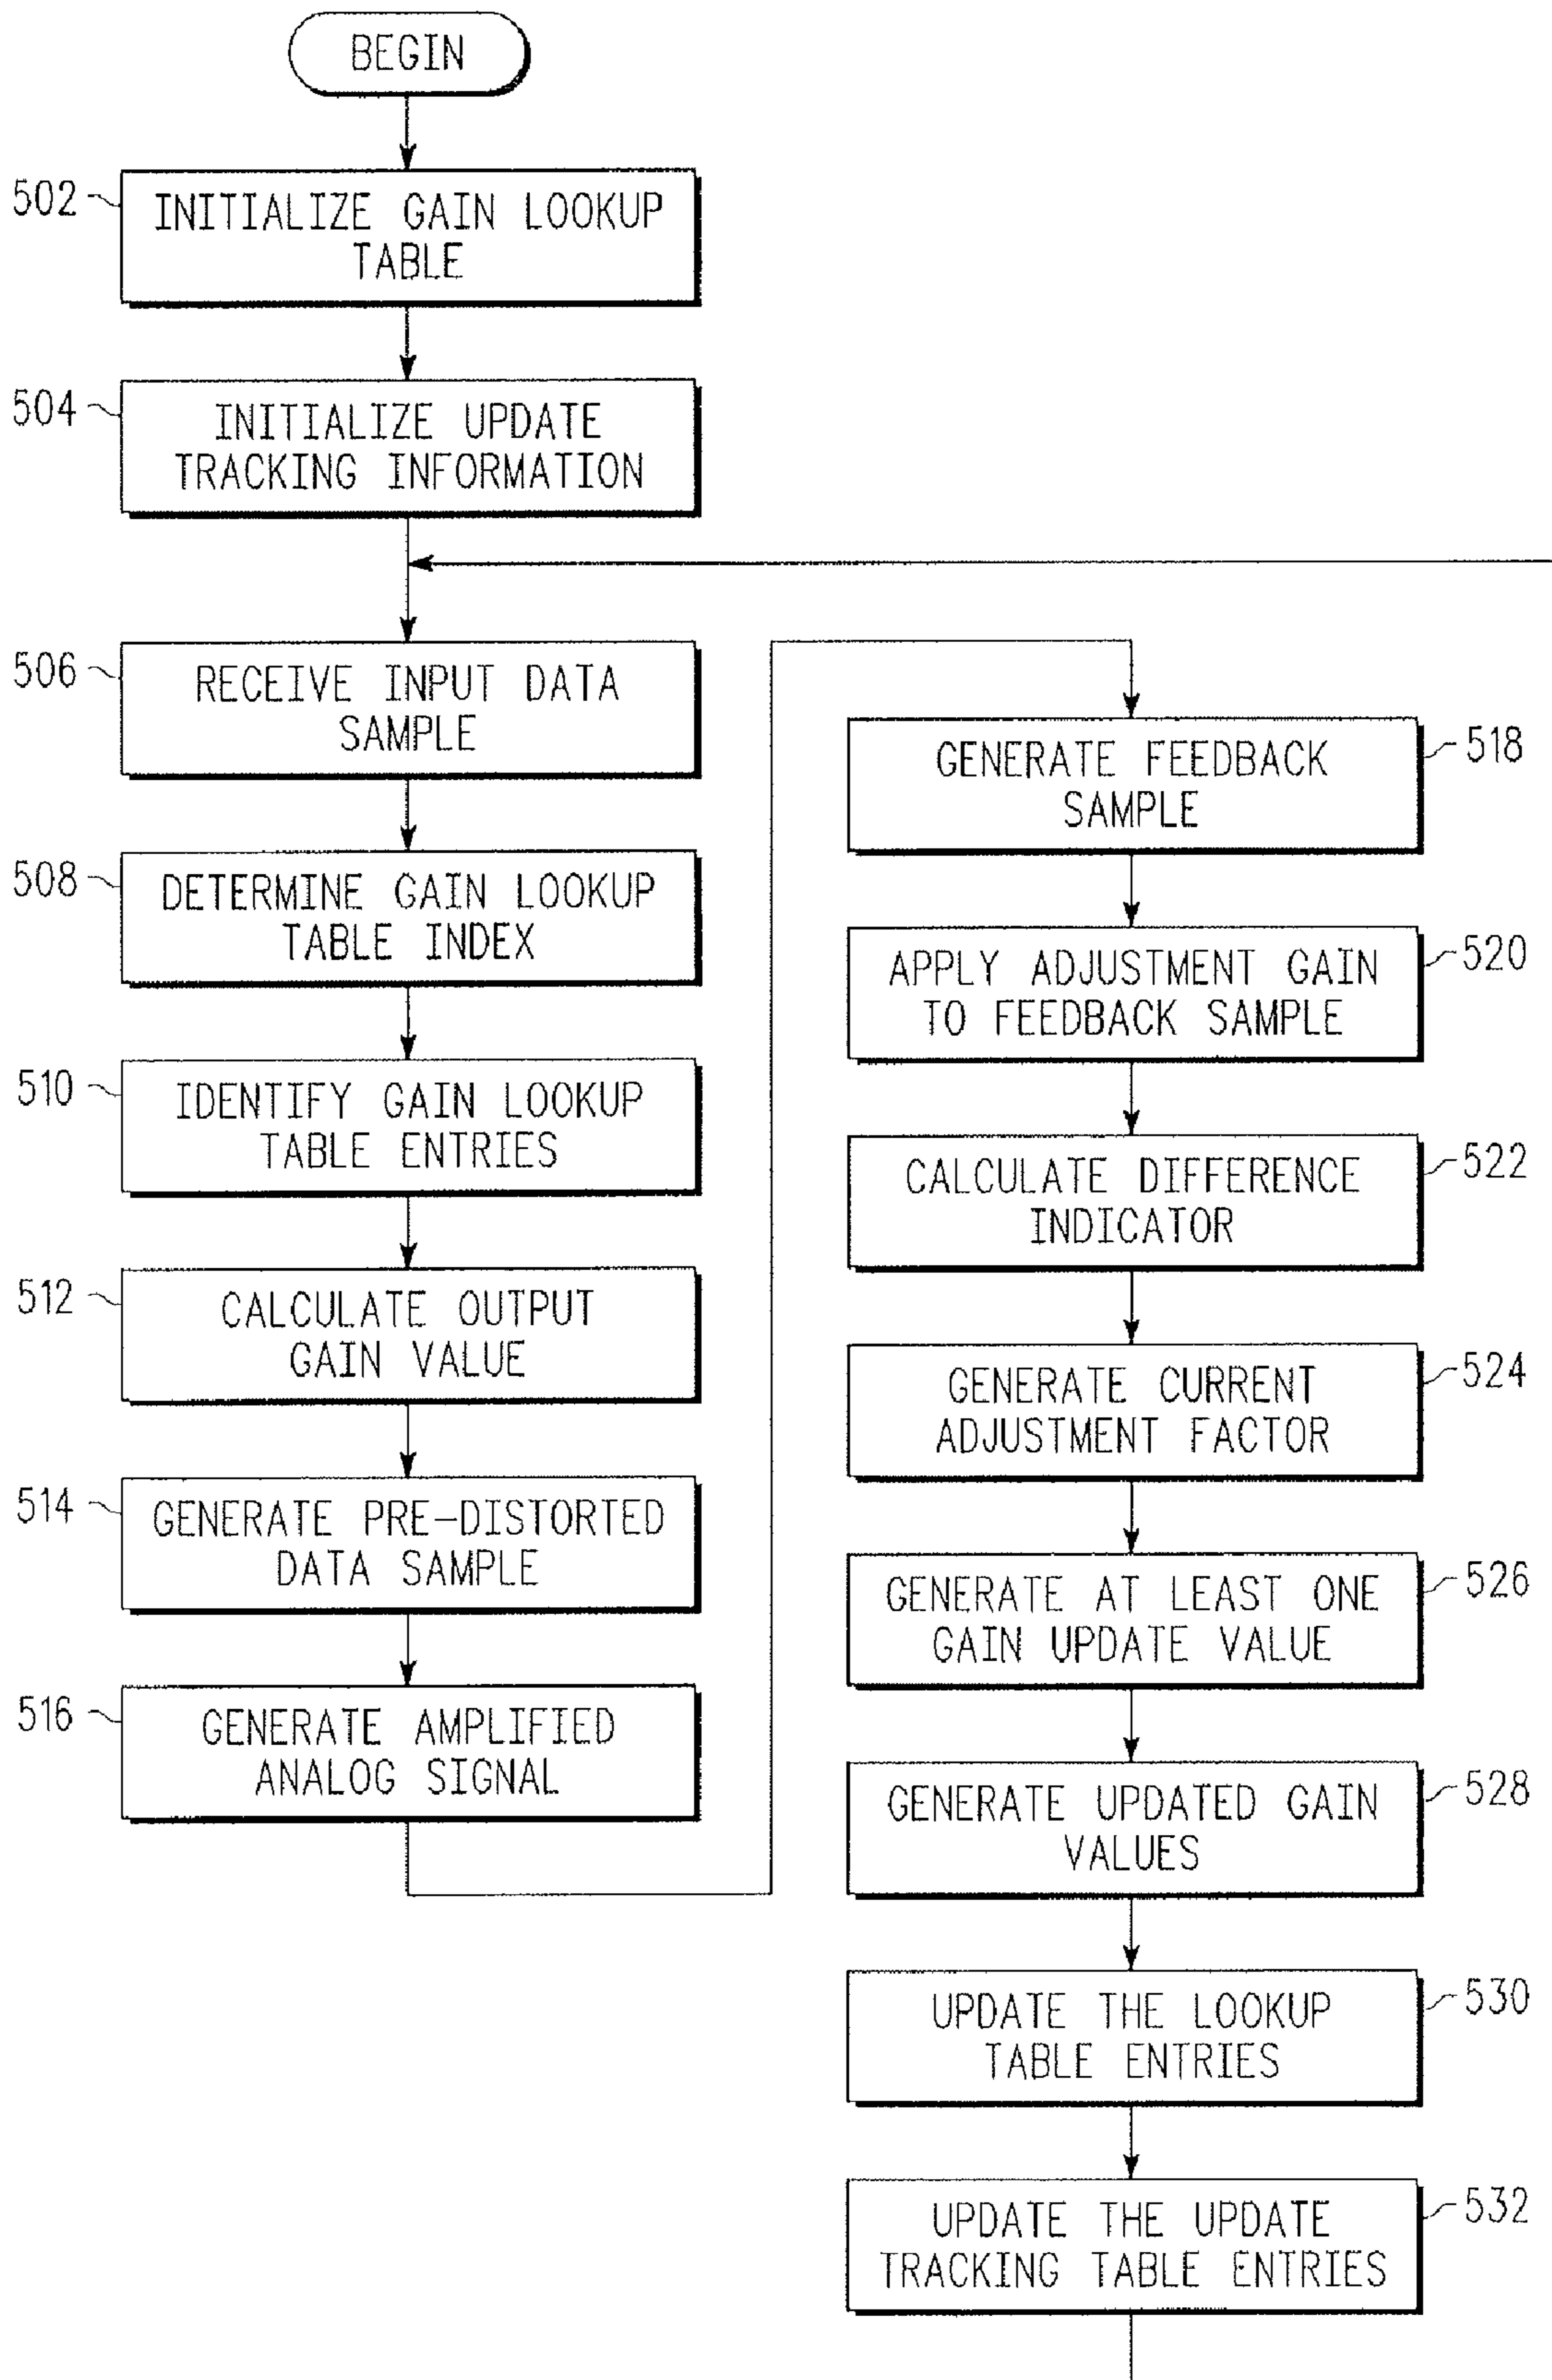 BEGIN
502
INITIALIZE GAIN LOOKUP
TABLE
504
INITIALIZE UPDATE
TRACKING INFORMATION
506
RECEIVE INPUT DATA
SAMPLE
508
DETERMINE GAIN LOOKUP
TABLE INDEX
510
IDENTIFY GAIN LOOKUP
TABLE ENTRIES
512
CALCULATE OUTPUT
GAIN VALUE
514
GENERATE PRE-DISTORTED
DATA SAMPLE
516
GENERATE AMPLIFIED
ANALOG SIGNAL
GENERATE FEEDBACK
SAMPLE
518
APPLY ADJUSTMENT GAIN
TO FEEDBACK SAMPLE
520
CALCULATE DIFFERENCE
INDICATOR
522
GENERATE CURRENT
ADJUSTMENT FACTOR
524
GENERATE AT LEAST ONE
GAIN UPDATE VALUE
526
GENERATE UPDATED GAIN
VALUES
528
UPDATE THE LOOKUP
TABLE ENTRIES
530
UPDATE THE UPDATE
TRACKING TABLE ENTRIES
532